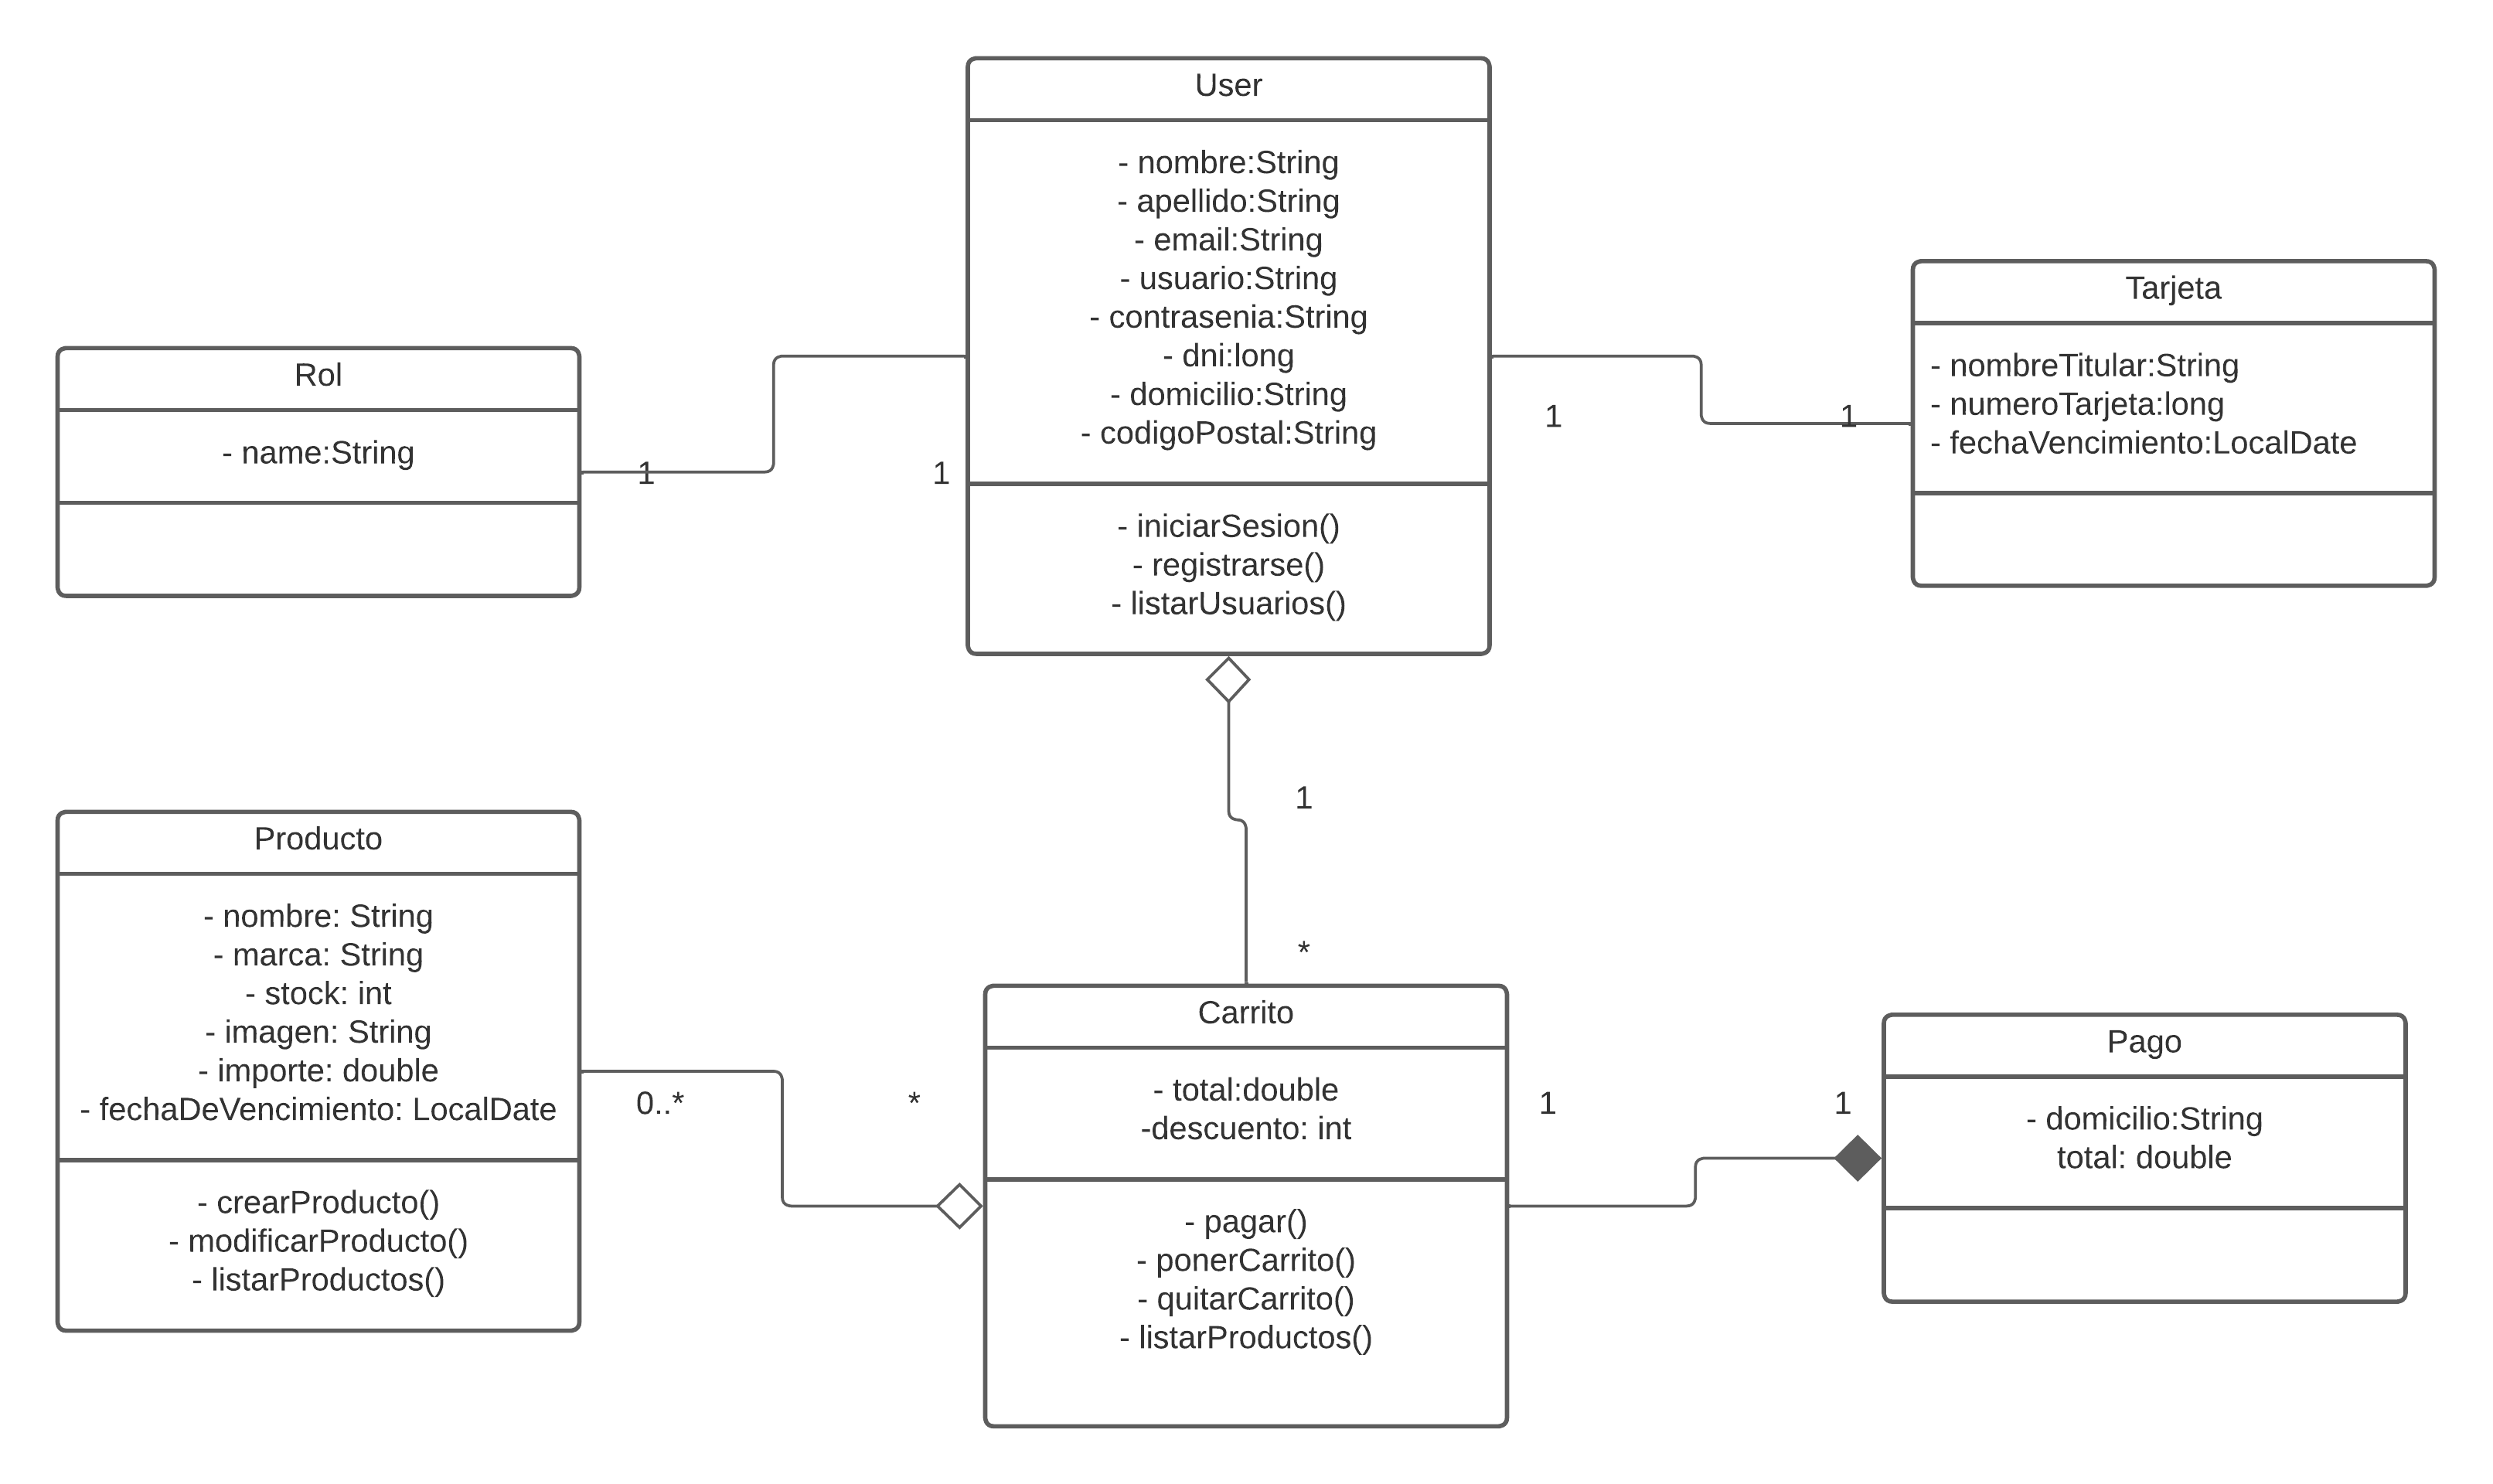 User
- nombre:String
- apellido:String
- email:String
- usuario:String
- contrasenia:String
- dni:long
- domicilio:String
- codigoPostal:String
- iniciarSesion()
- registrarse()
- listarUsuarios()
Rol
- name:String
1
1
Tarjeta
- nombreTitular:String
- numeroTarjeta:long
- fechaVencimiento:LocalDate
1
1
1
*
Producto
- nombre: String
- marca: String
- stock: int
- imagen: String
- importe: double
- fechaDeVencimiento: LocalDate
- crearProducto()
- modificarProducto()
- listarProductos()
0..*
*
Carrito
- total:double
-descuento: int
- pagar()
- ponerCarrito()
- quitarCarrito()
- listarProductos()
1
1
Pago
- domicilio:String
total: double